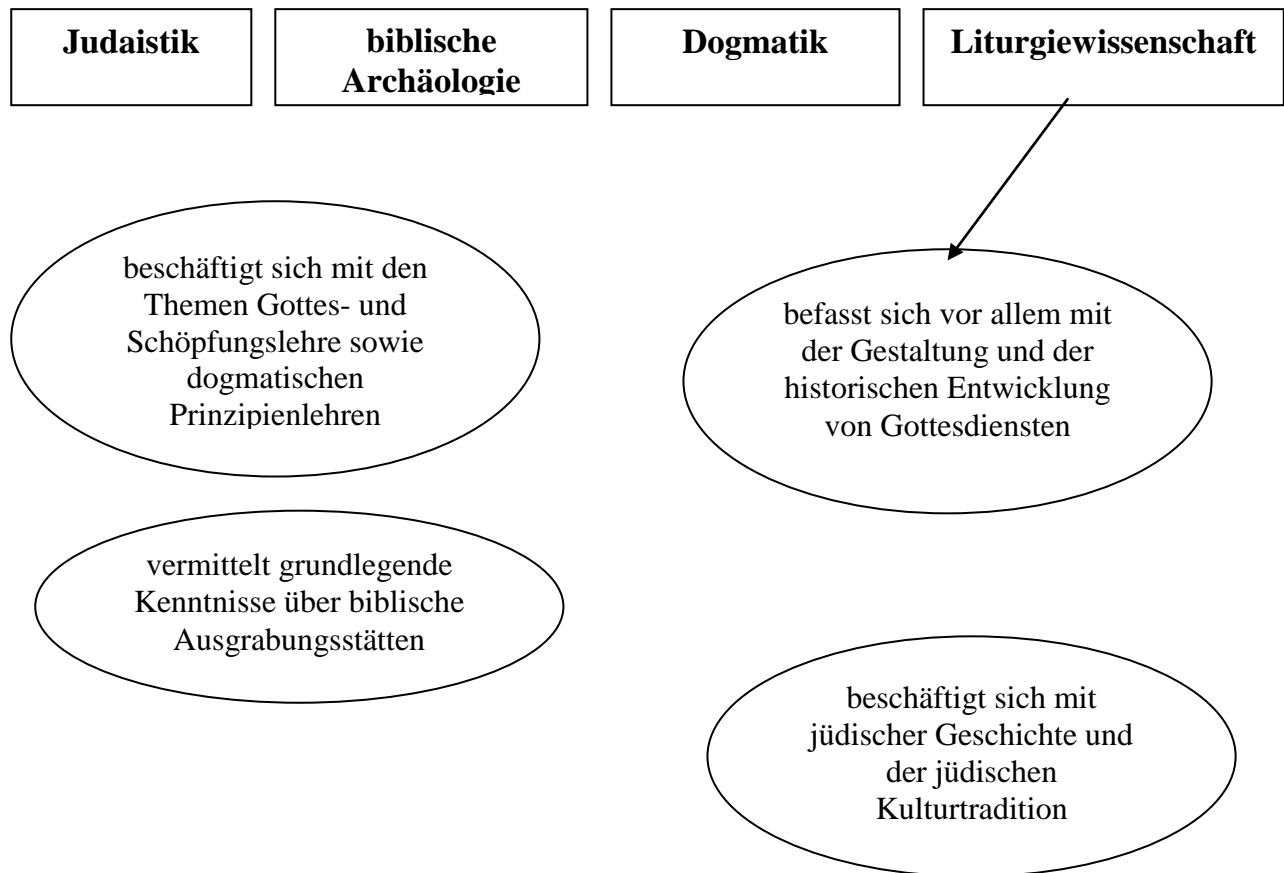 Judaistik
biblische
Archäologie
Dogmatik
Liturgiewissenschaft
beschäftigt sich mit den
Themen Gottes- und
Schöpfungslehre sowie
dogmatischen
Prinzipienlehren
befasst sich vor allem mit
der Gestaltung und der
historischen Entwicklung
von Gottesdiensten
vermittelt grundlegende
Kenntnisse über biblische
Ausgrabungsstätten
beschäftigt sich mit
jüdischer Geschichte und
der jüdischen
Kulturtradition